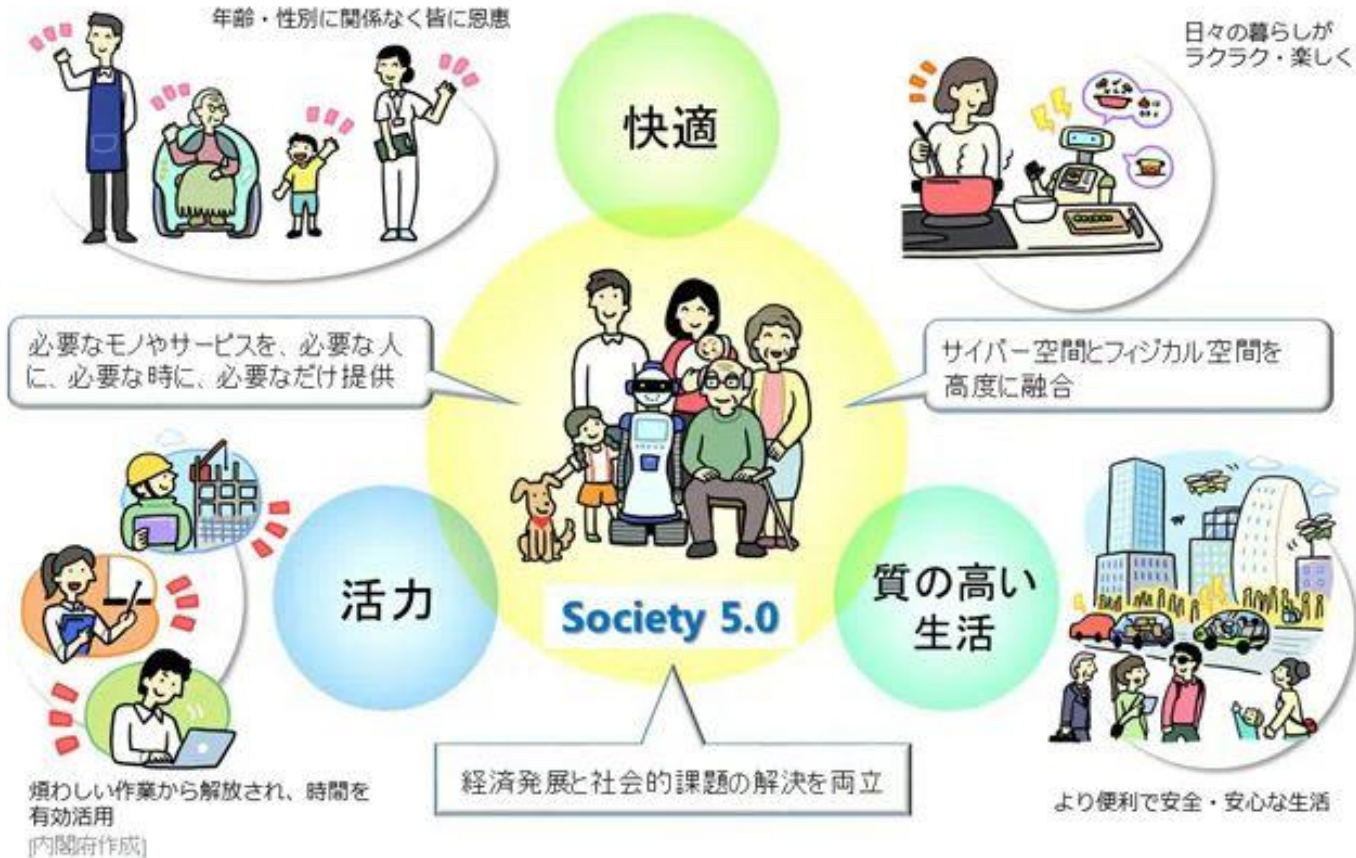 年齢・性別に関係なく皆に恩恵
日々の暮らしが
ラクラク・楽しく
快適
必要なモノやサービスを、必要な人
に、必要な時に、必要なだけ提供
サイバー空間とフィジカル空間を
高度に融合
活力
Society 5.0
質の高い
生活
経済発展と社会的課題の解決を両立
煩わしい作業から解放され、時間を
有効活用
[内閣府作成]
より便利で安全・安心な生活